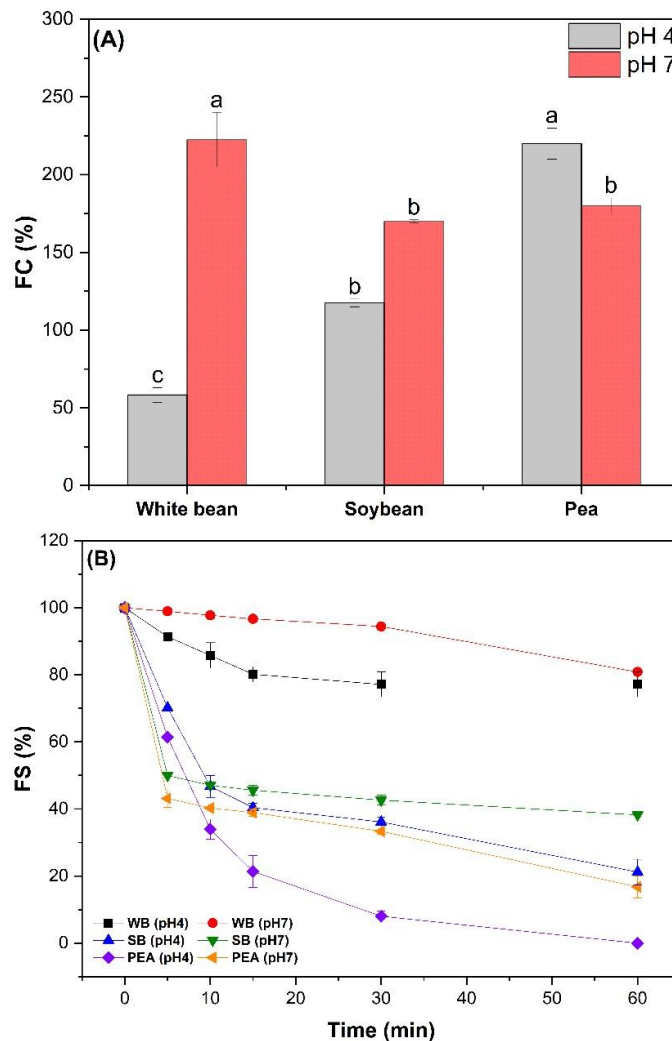 (A)
pH 4
pH 7
300
250
200
150
100
50
0
FC (%)
c
a
b
b
a
b
White bean
Soybean
Pea
(B)
120
100
80
60
40
20
0
FS (%)
WB (pH4)
WB (pH7)
SB (pH4)
SB (pH7)
PEA (pH4)
PEA (pH7)
0
10
20
30
40
50
60
Time (min)